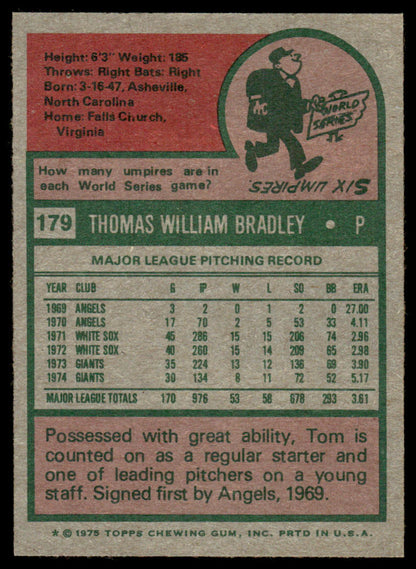 Height: 6'3" Weight: 185
Throws: Right Bats: Right
Born: 3-16-47, Asheville,
North Carolina
Home: Falls Church,
Virginia
WORLD
SERIES
SIX UMPIRES.
How many umpires are in
each World Series game?
179 THOMAS WILLIAM BRADLEY • P
MAJOR LEAGUE PITCHING RECORD
YEAR CLUB G IP W L SO BB ERA
1969 ANGELS 3 2 0 1 2 0 27.00
1970 ANGELS 17 70 2 5 53 33 4.11
1971 WHITE SOX 45 286 15 15 206 74 2.96
1972 WHITE SOX 40 260 15 14 209 65 2.98
1973 GIANTS 35 224 13 12 136 69 3.90
1974 GIANTS 30 134 8 11 72 52 5.17
MAJOR LEAGUE TOTALS 170 976 53 58 678 293 3.61
Possessed with great ability, Tom is
counted on as a regular starter and
one of leading pitchers on a young
staff. Signed first by Angels, 1969.
* © 1975 TOPPS CHEWING GUM, INC. PRTD IN U.S.A.